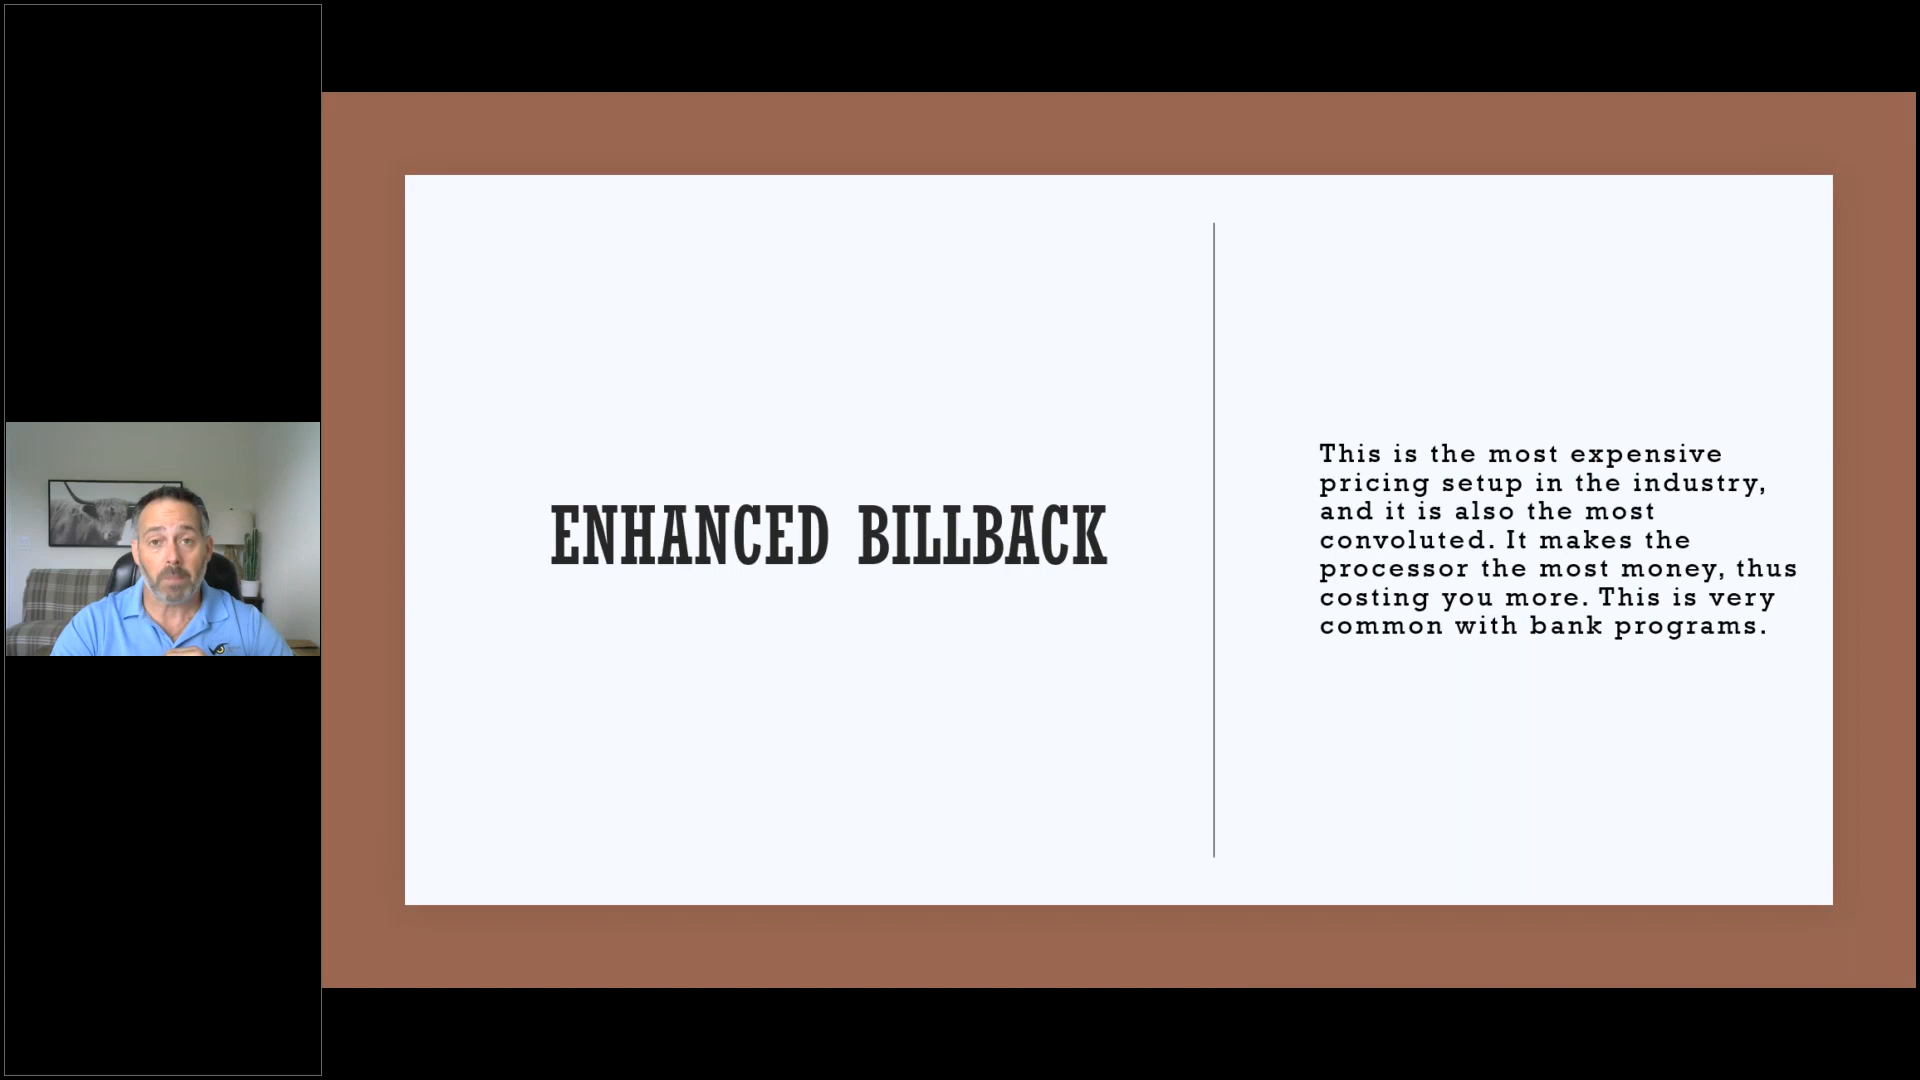 ENHANCED BILLBACK
This is the most expensive
pricing setup in the industry,
and it is also the most
convoluted. It makes the
processor the most money, thus
costing you more. This is very
common with bank programs.